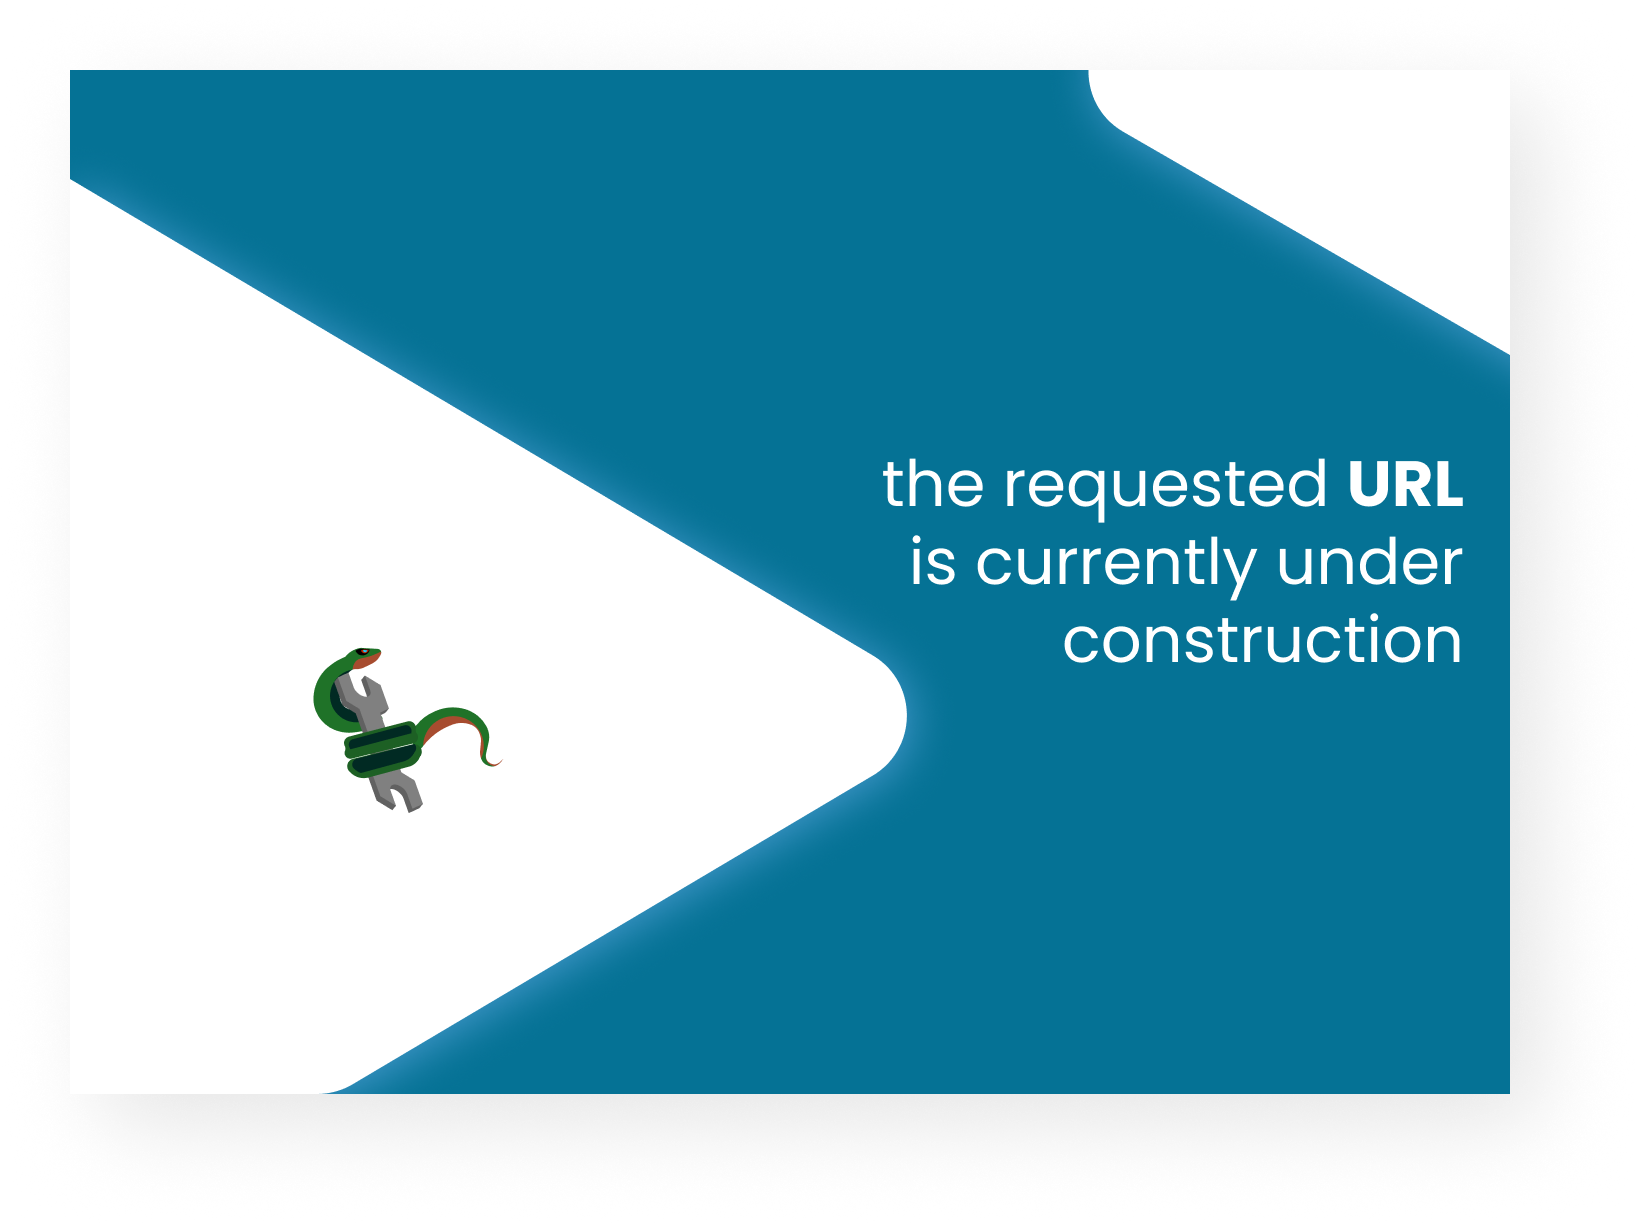 the requested URL
is currently under
construction